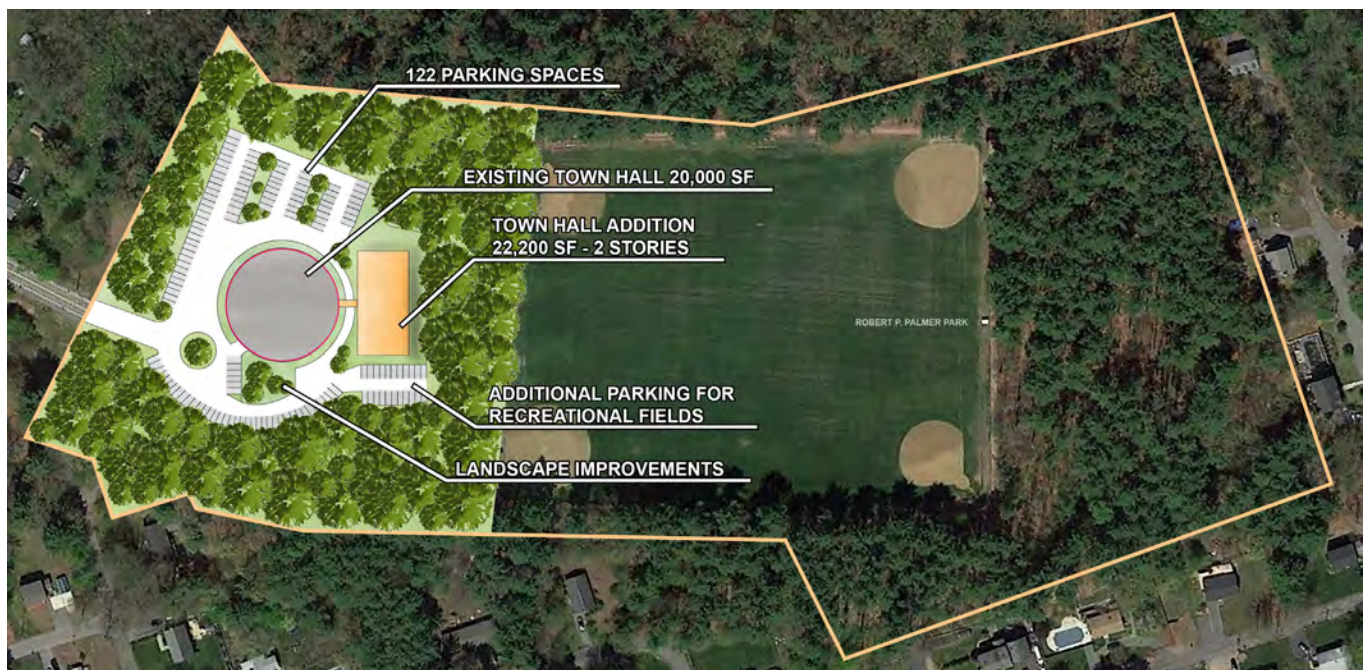 122 PARKING SPACES
EXISTING TOWN HALL 20,000 SF
TOWN HALL ADDITION
22,200 SF - 2 STORIES
ROBERT P. PALMER PARK
ADDITIONAL PARKING FOR
RECREATIONAL FIELDS
LANDSCAPE IMPROVEMENTS